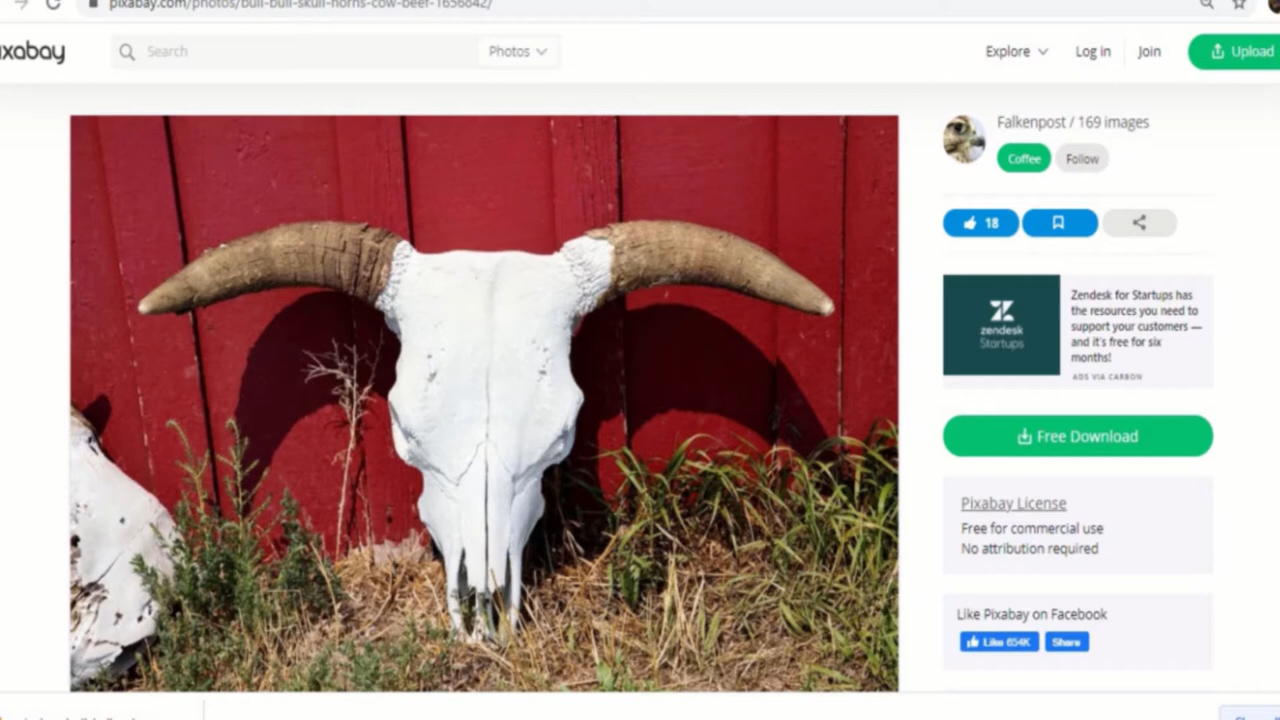 pixabay.com/photos/bull-bull-skull-horns-cow-beef-1656842/
ixabay
Search
Photos
Explore
Log in
Join
Upload
Falkenpost / 169 images
Coffee
Follow
18
zendesk
Startups
Zendesk for Startups has
the resources you need to
support your customers —
and it's free for six
months!
ADS VIA CARBON
Free Download
Pixabay License
Free for commercial use
No attribution required
Like Pixabay on Facebook
Like 654K
Share